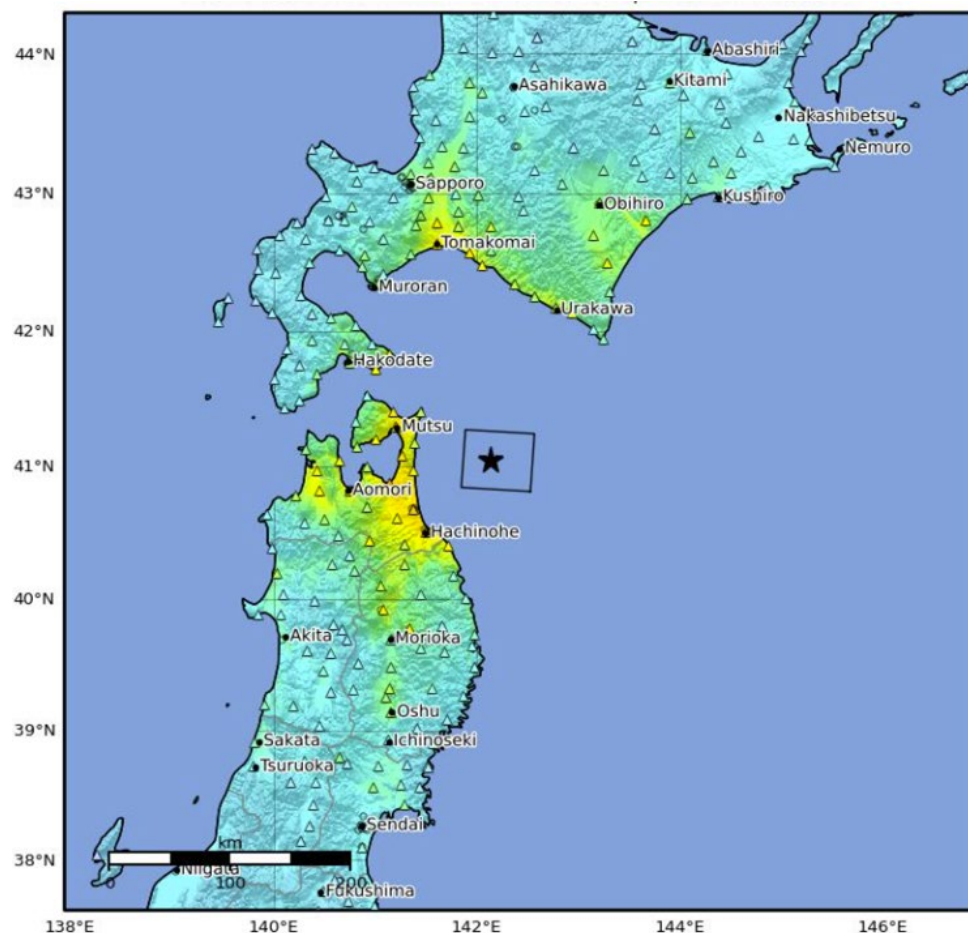 44°N
Abashiri
Asahikawa
Kitami
Nakashibetsu
Nemuro
43°N
Sapporo
Obihiro
Kushiro
Tomakomai
Muroran
Urakawa
42°N
Hakodate
Mutsu
41°N
Aomori
Hachinohe
40°N
Akita
Morioka
Oshu
39°N
Sakata
Ichinoseki
Tsuruoka
Sendai
km
38°N
Niigata
0
100
200
Fukushima
138°E
140°E
142°E
144°E
146°E